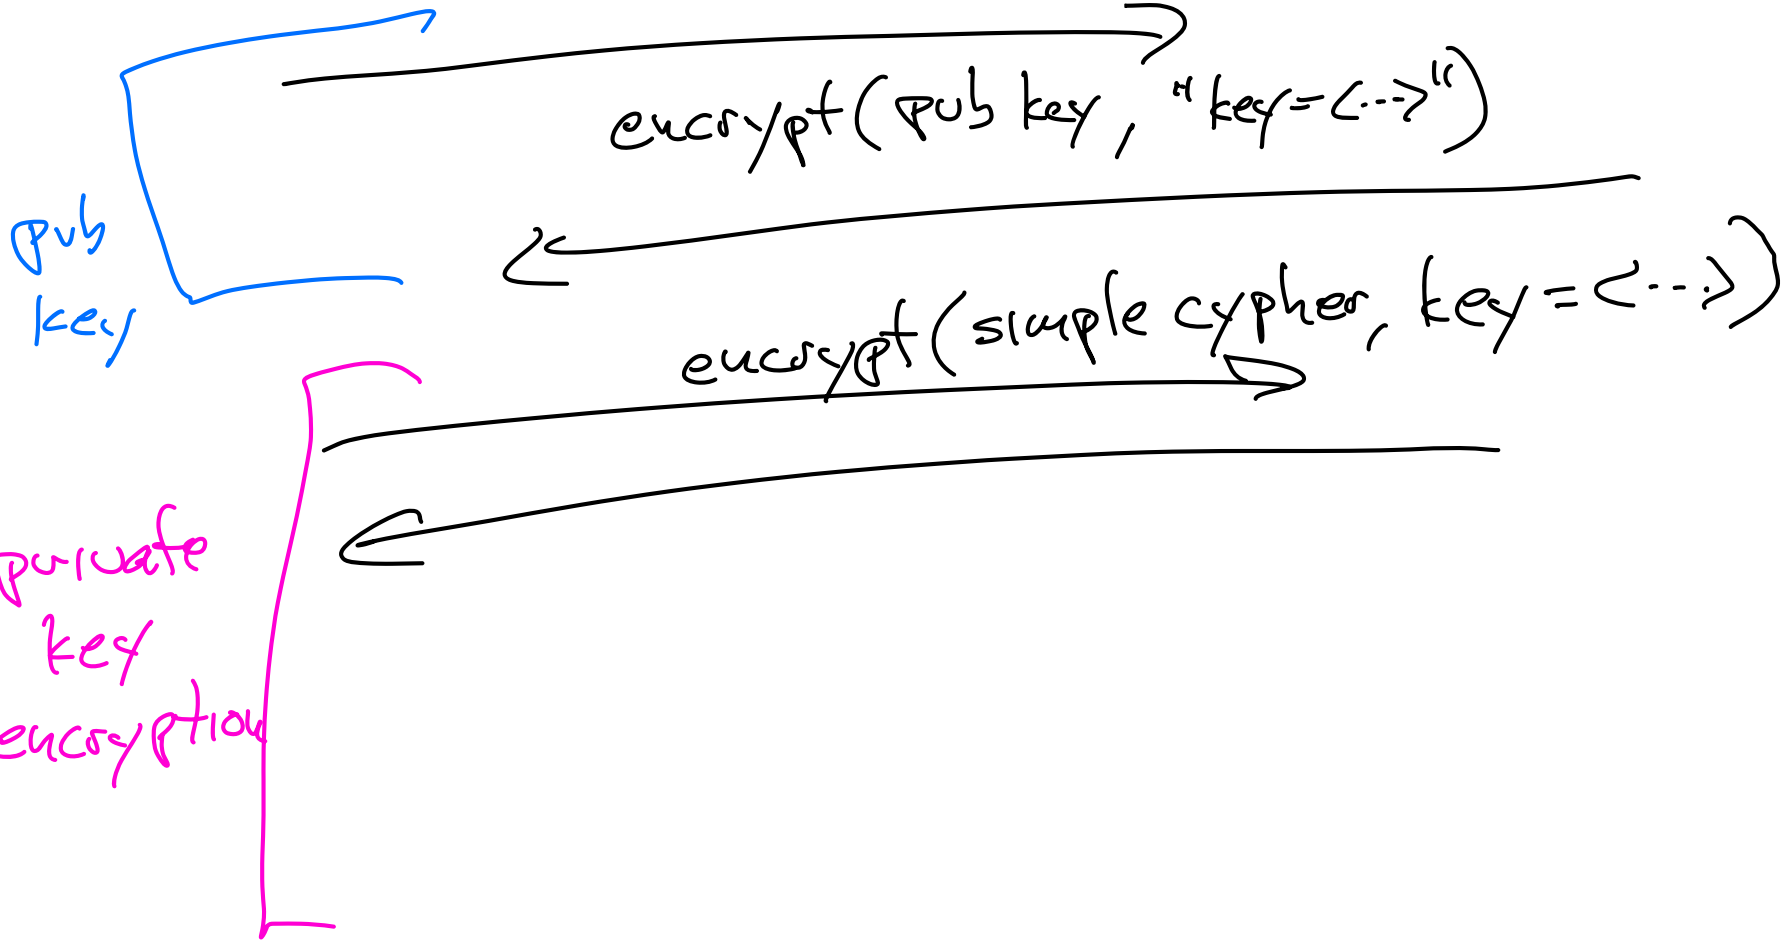 encrypt(pub key, "key=<...>")
pub
key
encrypt(simple cypher, key=<...>)
private
key
encryption